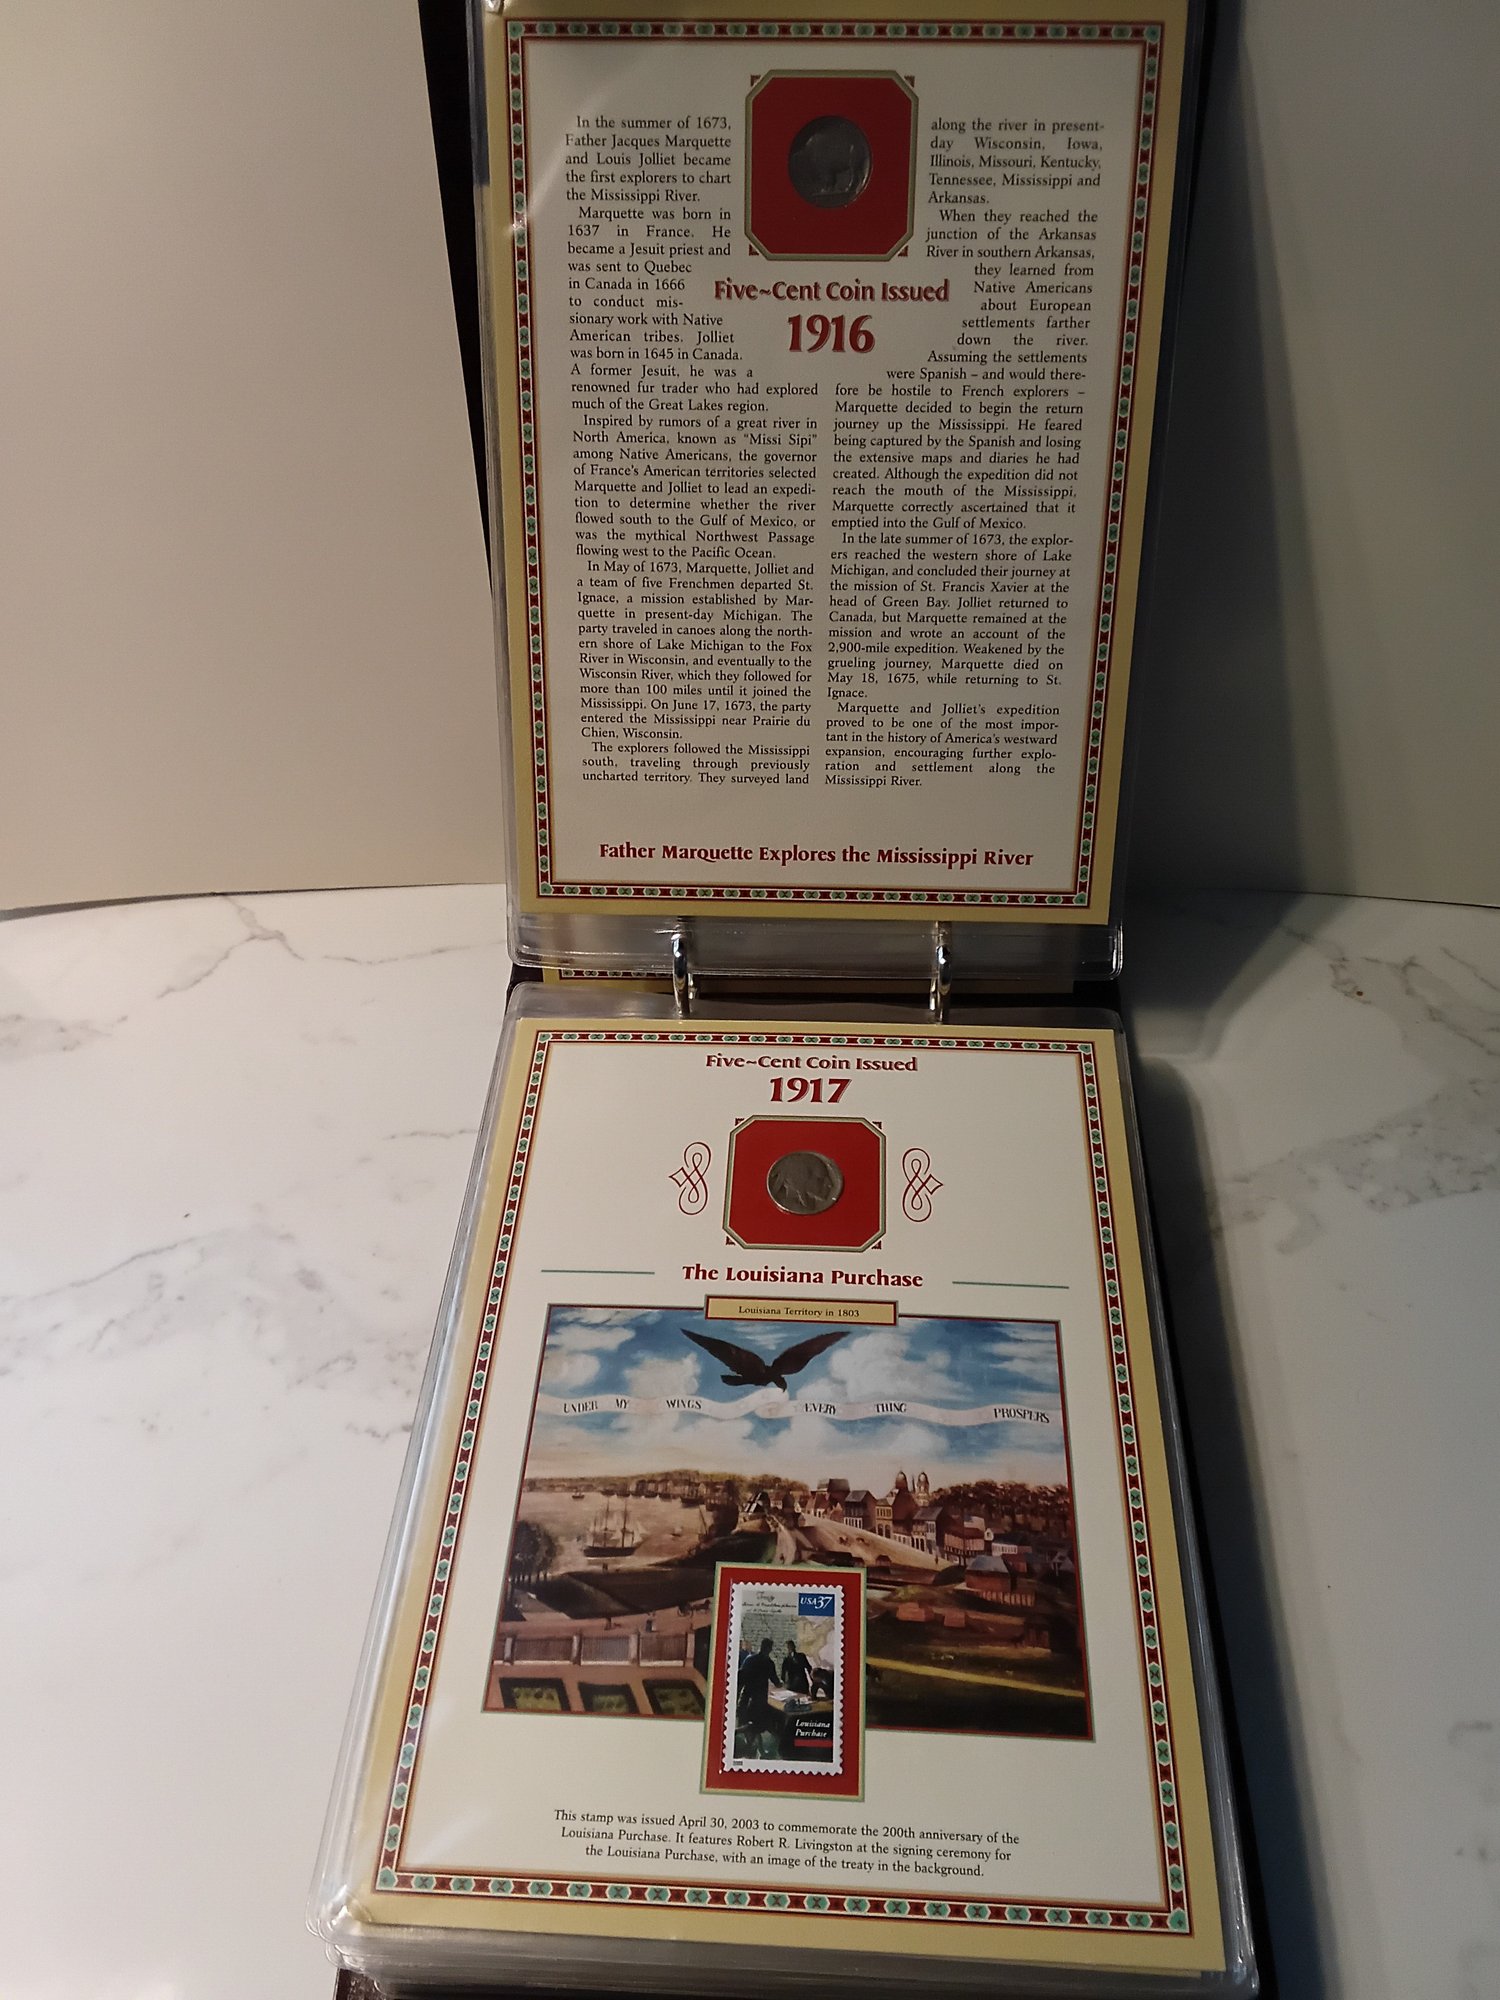 In the summer of 1673,
Father Jacques Marquette
and Louis Jolliet became
the first explorers to chart
the Mississippi River.
Marquette was born in
1637 in France. He
became a Jesuit priest and
was sent to Quebec
in Canada in 1666
to conduct mis-
sionary work with Native
American tribes. Jolliet
was born in 1645 in Canada.
A former Jesuit, he was a
renowned fur trader who had explored
much of the Great Lakes region.
Inspired by rumors of a great river in
North America, known as "Missi Sipi"
among Native Americans, the governor
of France's American territories selected
Marquette and Jolliet to lead an expedi-
tion to determine whether the river
flowed south to the Gulf of Mexico, or
was the mythical Northwest Passage
flowing west to the Pacific Ocean.
In May of 1673, Marquette, Jolliet and
a team of five Frenchmen departed St.
Ignace, a mission established by Mar-
quette in present-day Michigan. The
party traveled in canoes along the north-
ern shore of Lake Michigan to the Fox
River in Wisconsin, and eventually to the
Wisconsin River, which they followed for
more than 100 miles until it joined the
Mississippi. On June 17, 1673, the party
entered the Mississippi near Prairie du
Chien, Wisconsin.
The explorers followed the Mississippi
south, traveling through previously
uncharted territory. They surveyed land
Five~Cent Coin Issued
1916
along the river in present-
day Wisconsin, Iowa,
Illinois, Missouri, Kentucky,
Tennessee, Mississippi and
Arkansas.
When they reached the
junction of the Arkansas
River in southern Arkansas,
they learned from
Native Americans
about European
settlements farther
down the river.
Assuming the settlements
were Spanish – and would there-
fore be hostile to French explorers –
Marquette decided to begin the return
journey up the Mississippi. He feared
being captured by the Spanish and losing
the extensive maps and diaries he had
created. Although the expedition did not
reach the mouth of the Mississippi,
Marquette correctly ascertained that it
emptied into the Gulf of Mexico.
In the late summer of 1673, the explor-
ers reached the western shore of Lake
Michigan, and concluded their journey at
the mission of St. Francis Xavier at the
head of Green Bay. Jolliet returned to
Canada, but Marquette remained at the
mission and wrote an account of the
2,900-mile expedition. Weakened by the
grueling journey, Marquette died on
May 18, 1675, while returning to St.
Ignace.
Marquette and Jolliet's expedition
proved to be one of the most impor-
tant in the history of America's westward
expansion, encouraging further explo-
ration and settlement along the
Mississippi River.
Father Marquette Explores the Mississippi River
Five~Cent Coin Issued
1917
The Louisiana Purchase
Louisiana Territory in 1803
UNDER MY WINGS EVERY THING PROSPERS
Treaty
USA 37
Louisiana
Purchase
This stamp was issued April 30, 2003 to commemorate the 200th anniversary of the
Louisiana Purchase. It features Robert R. Livingston at the signing ceremony for
the Louisiana Purchase, with an image of the treaty in the background.